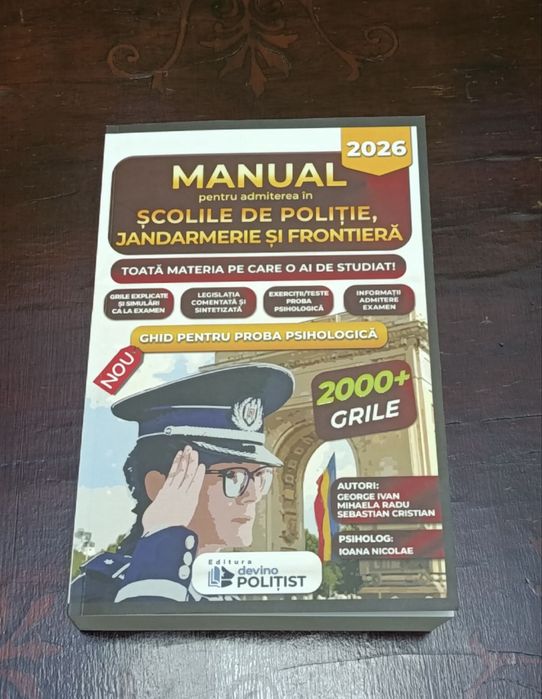 2026
MANUAL
pentru admiterea în
ȘCOLILE DE POLIȚIE,
JANDARMERIE ȘI FRONTIERĂ
TOATĂ MATERIA PE CARE O AI DE STUDIAT!
GRILE EXPLICATE
ȘI SIMULĂRI
CA LA EXAMEN
LEGISLAȚIA
COMENTATĂ ȘI
SINTETIZATĂ
EXERCIȚII/TESTE
PROBA
PSIHOLOGICĂ
INFORMAȚII
ADMITERE
EXAMEN
GHID PENTRU PROBA PSIHOLOGICĂ
NOU
2000+
GRILE
AUTORI:
GEORGE IVAN
MIHAELA RADU
SEBASTIAN CRISTIAN
PSIHOLOG:
IOANA NICOLAE
Editura
devino
POLIȚIST